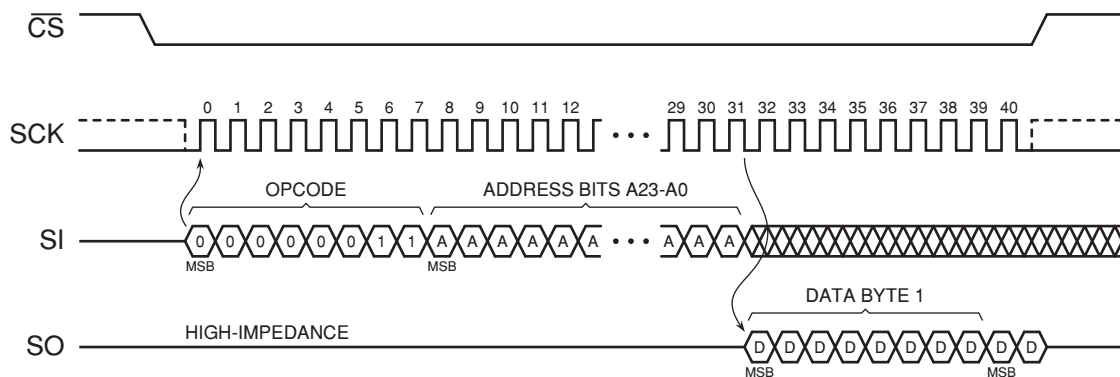 CS
0 1 2 3 4 5 6 7 8 9 10 11 12 29 30 31 32 33 34 35 36 37 38 39 40
SCK
OPCODE ADDRESS BITS A23-A0
SI 0 0 0 0 0 0 1 1 A A A A A A A A A
MSB MSB
DATA BYTE 1
HIGH-IMPEDANCE
SO D D D D D D D D D D
MSB MSB